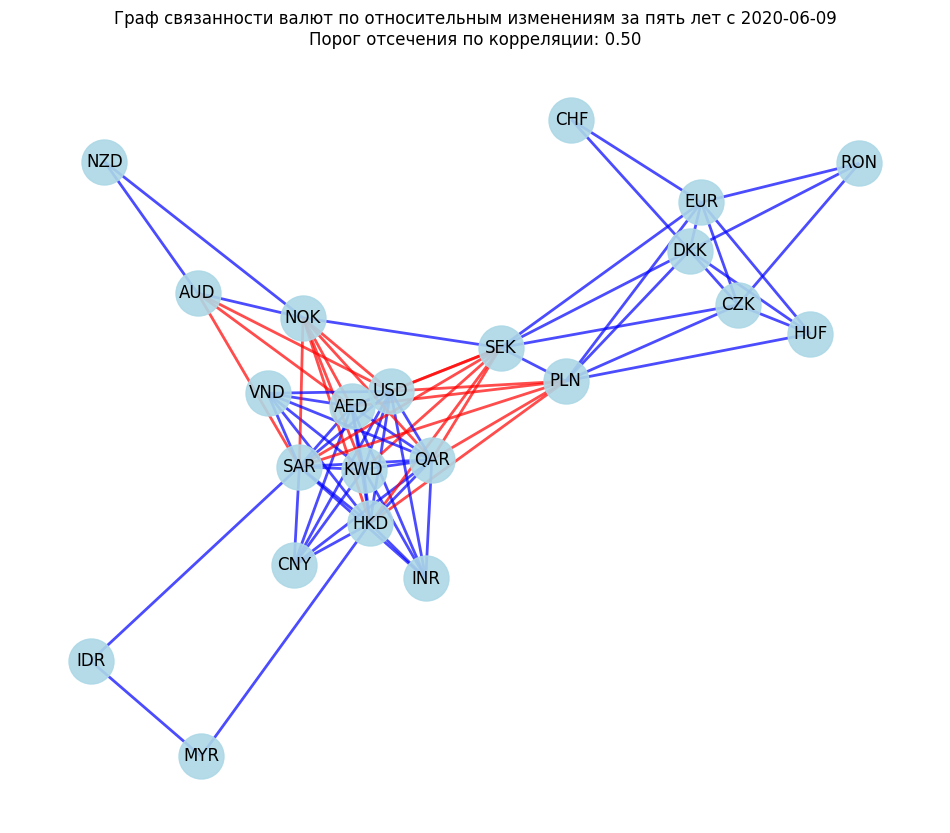 Граф связанности валют по относительным изменениям за пять лет с 2020-06-09
Порог отсечения по корреляции: 0.50
CHF
NZD
RON
EUR
DKK
AUD
CZK
NOK
HUF
SEK
PLN
USD
VND
AED
QAR
SAR
KWD
HKD
CNY
INR
IDR
MYR